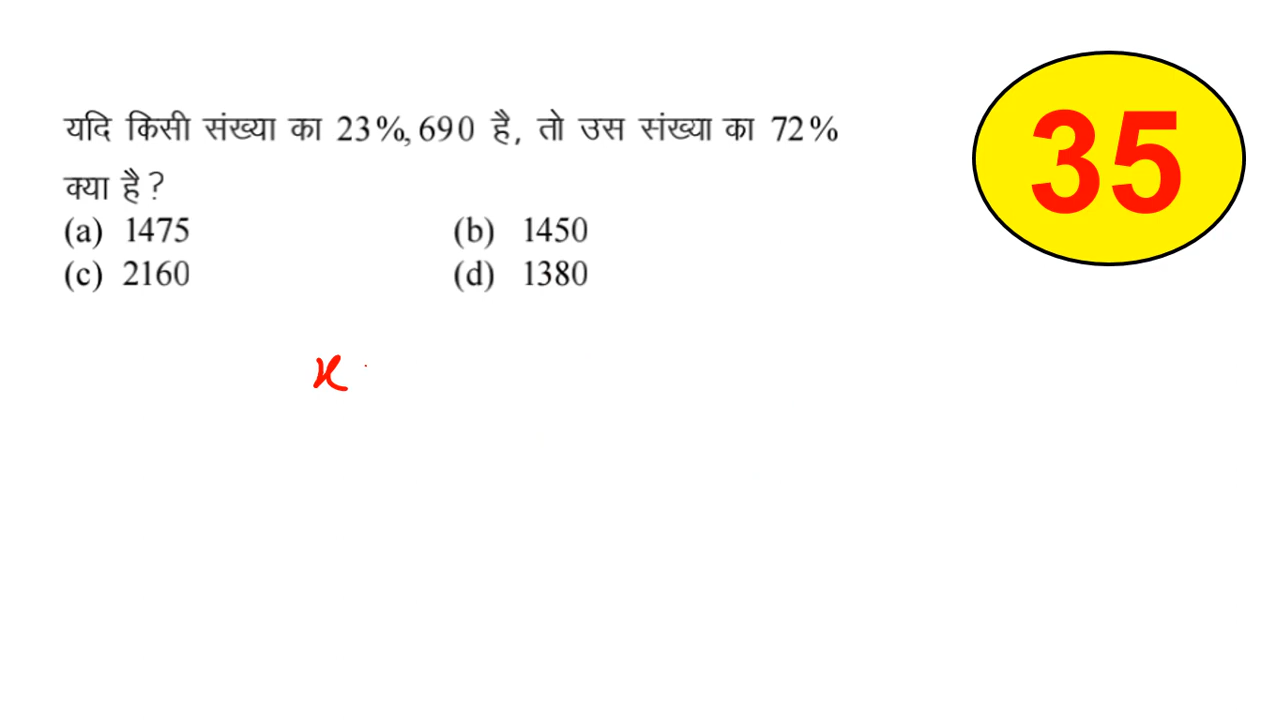 यदि किसी संख्या का 23%, 690 है, तो उस संख्या का 72%
क्या है ?
(a) 1475 (b) 1450
(c) 2160 (d) 1380
35
x